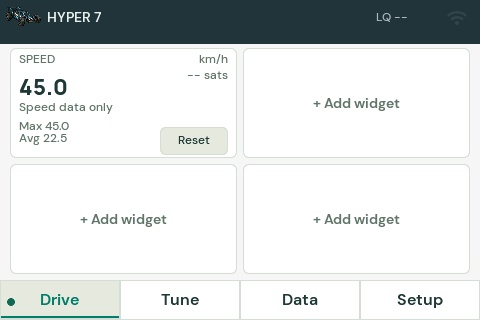 HYPER 7
LQ --
SPEED
km/h
-- sats
45.0
Speed data only
Max 45.0
Avg 22.5
Reset
+ Add widget
+ Add widget
+ Add widget
Drive
Tune
Data
Setup